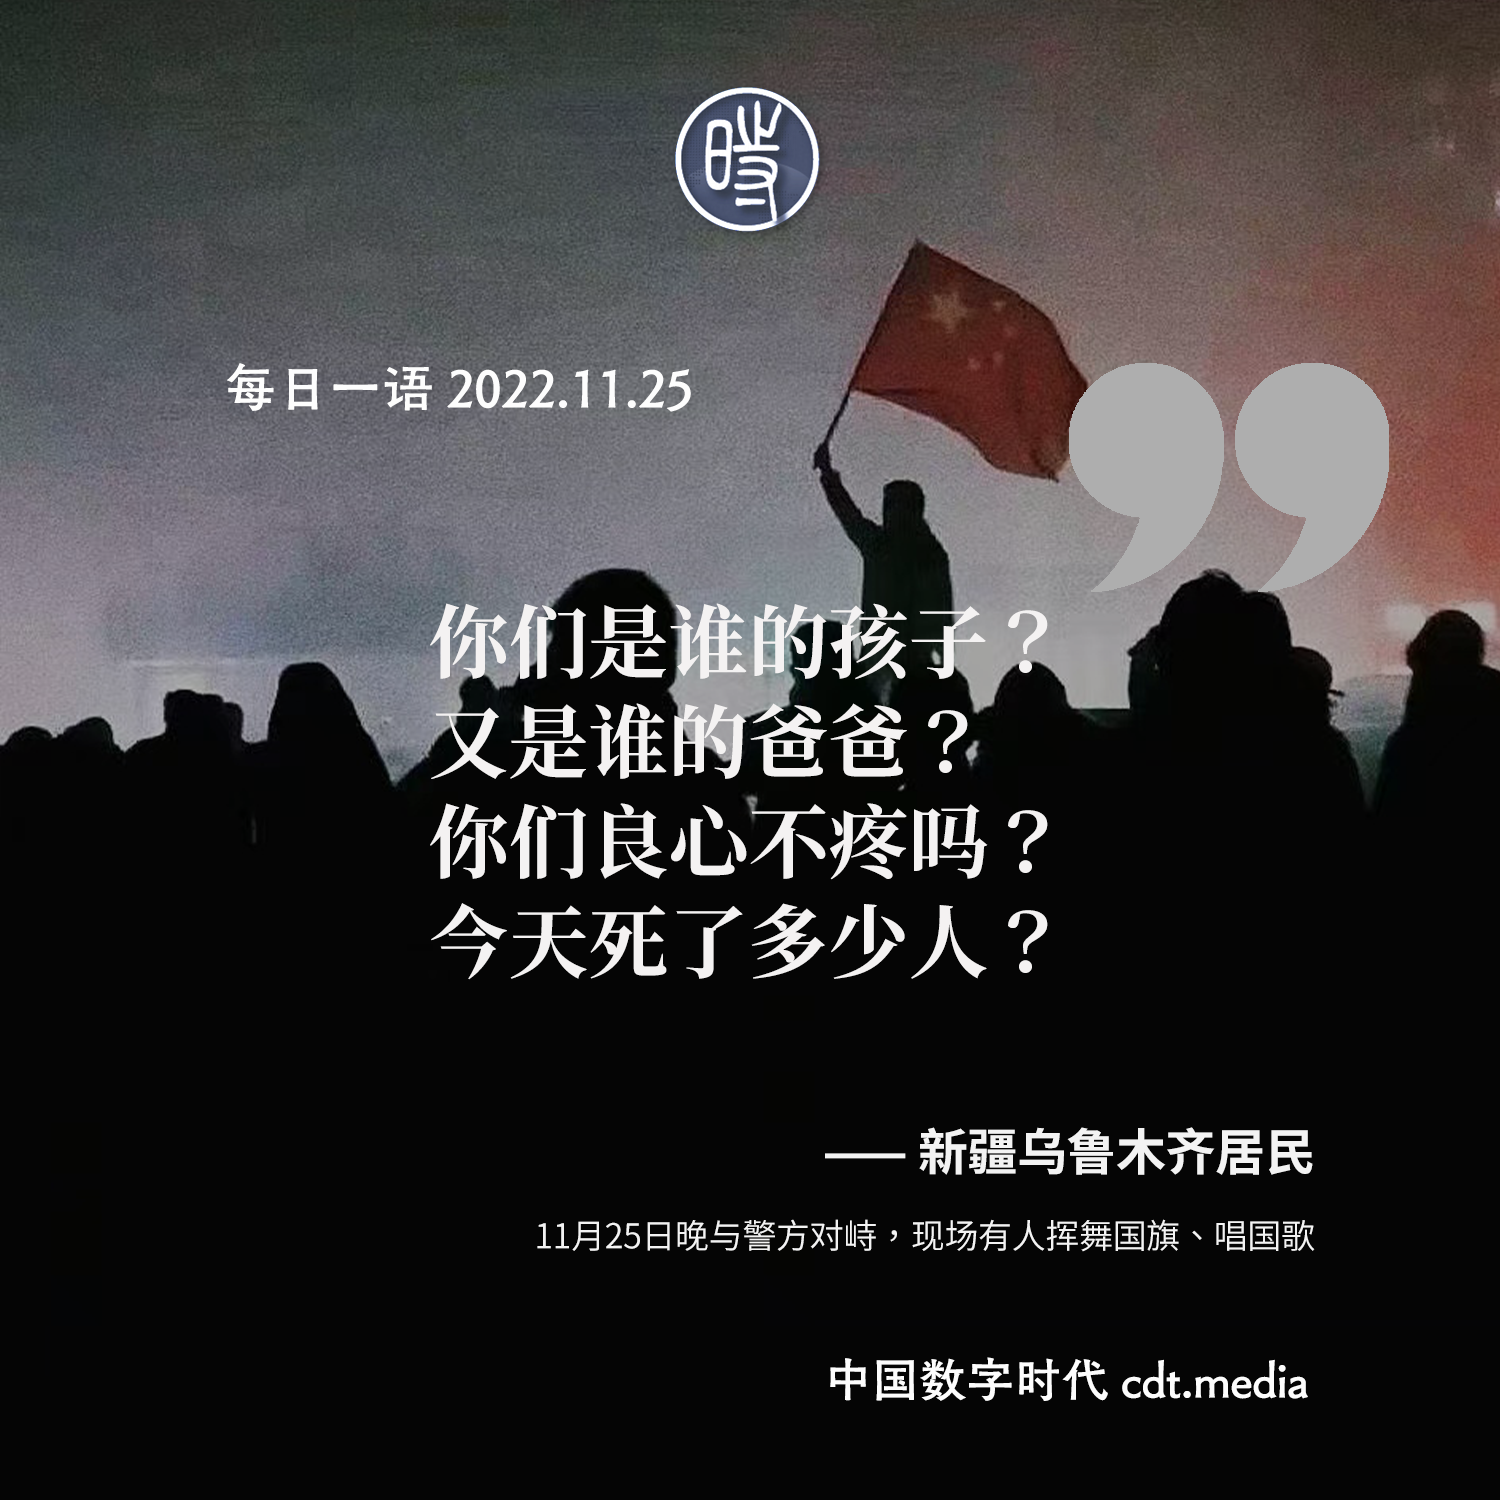 時
每日一语 2022.11.25
你们是谁的孩子？
又是谁的爸爸？
你们良心不疼吗？
今天死了多少人？
—— 新疆乌鲁木齐居民
11月25日晚与警方对峙，现场有人挥舞国旗、唱国歌
中国数字时代 cdt.media